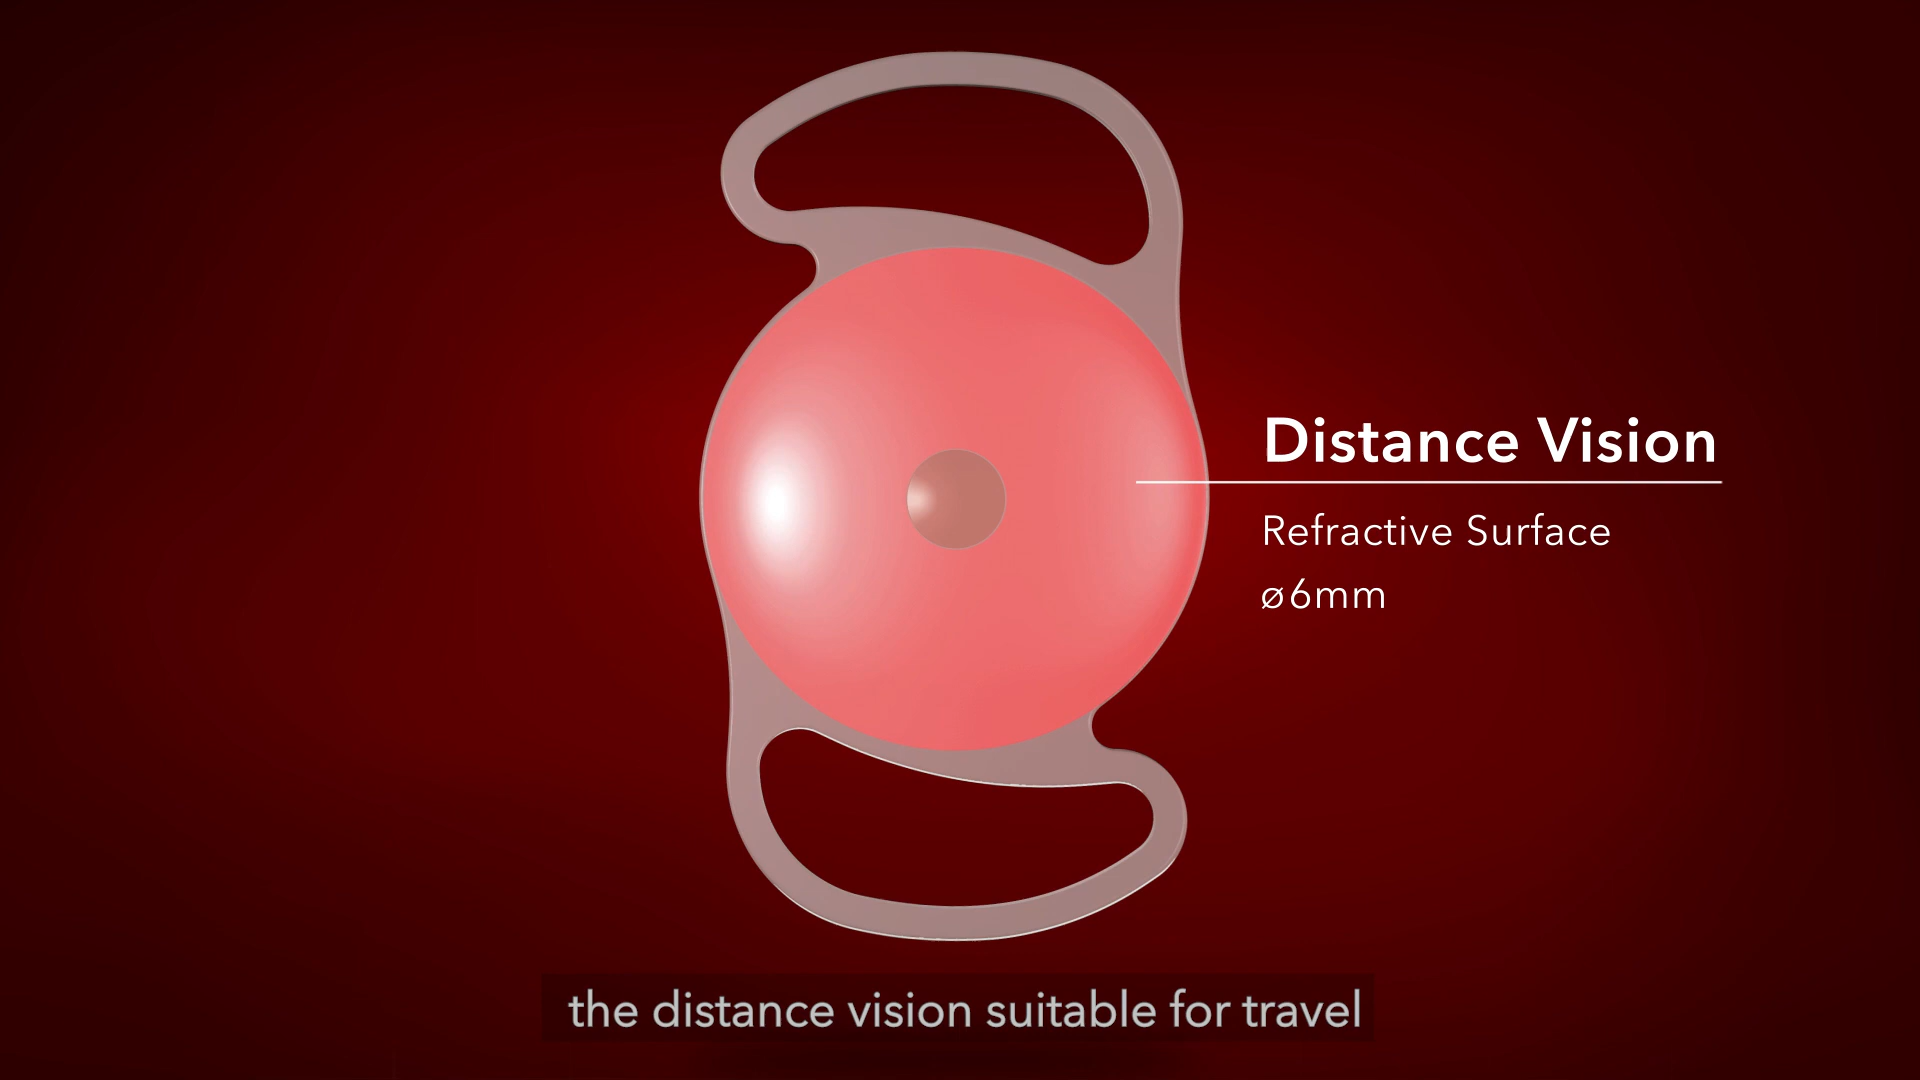 Distance Vision
Refractive Surface
ø6mm
the distance vision suitable for travel